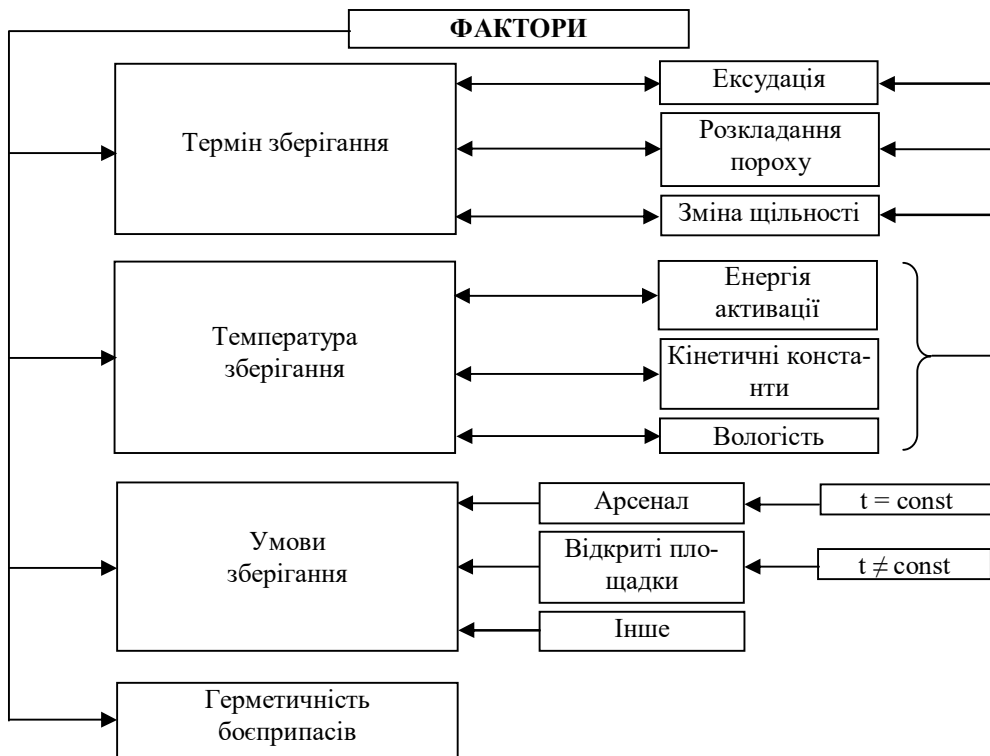 ФАКТОРИ
Термін зберігання
Ексудація
Розкладання
пороху
Зміна щільності
Температура
зберігання
Енергія
активації
Кінетичні конста-
нти
Вологість
Умови
зберігання
Арсенал
t = const
Відкриті пло-
щадки
t ≠ const
Інше
Герметичність
боєприпасів